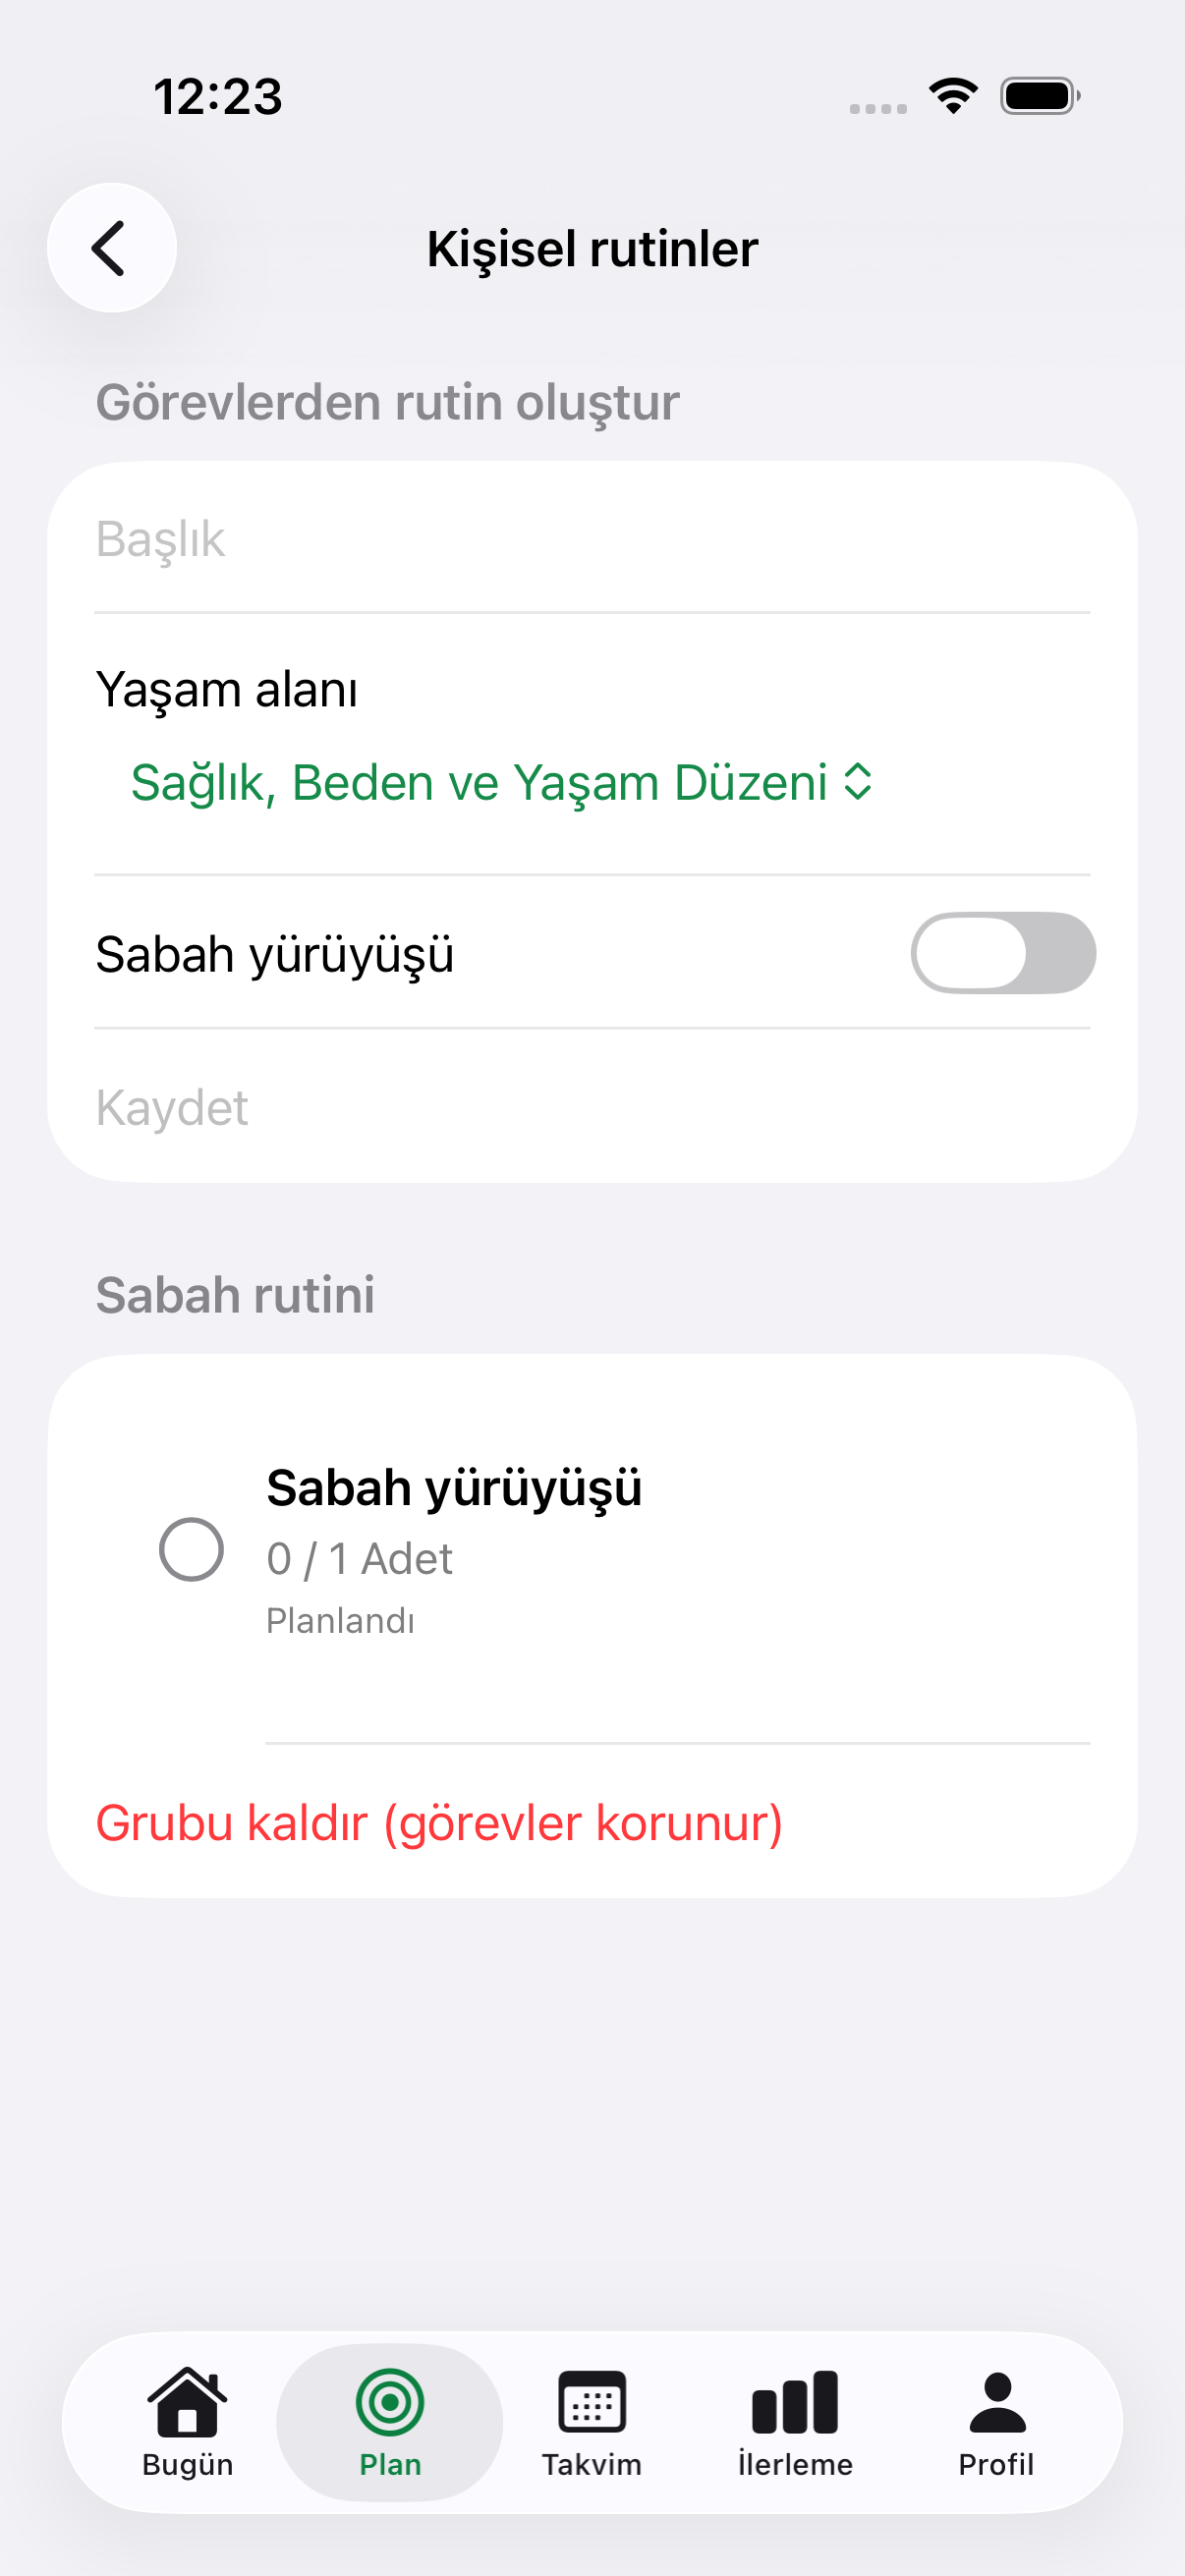 12:23
Kişisel rutinler
Görevlerden rutin oluştur
Başlık
Yaşam alanı
Sağlık, Beden ve Yaşam Düzeni
Sabah yürüyüşü
Kaydet
Sabah rutini
Sabah yürüyüşü
0 / 1 Adet
Planlandı
Grubu kaldır (görevler korunur)
Bugün
Plan
Takvim
İlerleme
Profil